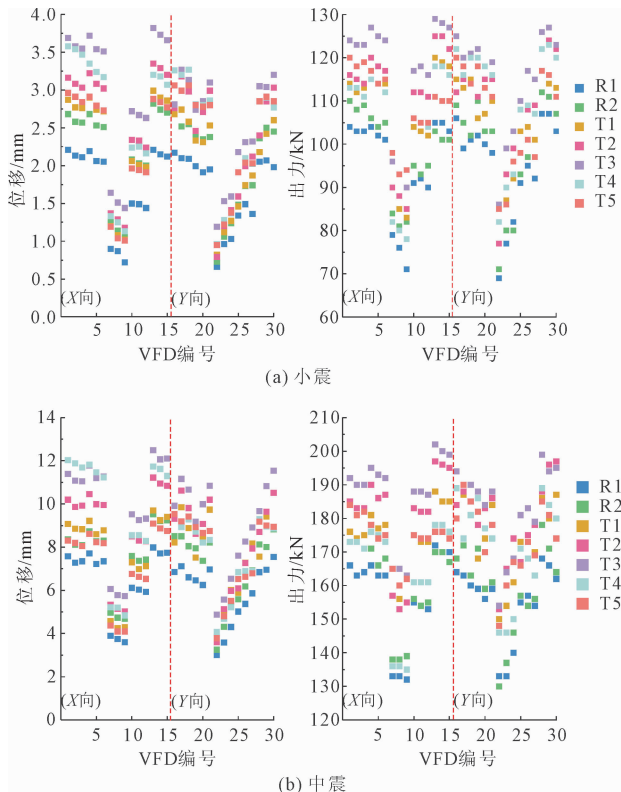 位移/mm
4.0
3.5
3.0
2.5
2.0
1.5
1.0
0.5
0.0
(X向)
(Y向)
5
10
15
20
25
30
VFD编号
出力/kN
130
120
110
100
90
80
70
60
(X向)
(Y向)
5
10
15
20
25
30
VFD编号
R1
R2
T1
T2
T3
T4
T5
(a) 小震
位移/mm
14
12
10
8
6
4
2
0
(X向)
(Y向)
5
10
15
20
25
30
VFD编号
出力/kN
210
200
190
180
170
160
150
140
130
120
(X向)
(Y向)
5
10
15
20
25
30
VFD编号
R1
R2
T1
T2
T3
T4
T5
(b) 中震